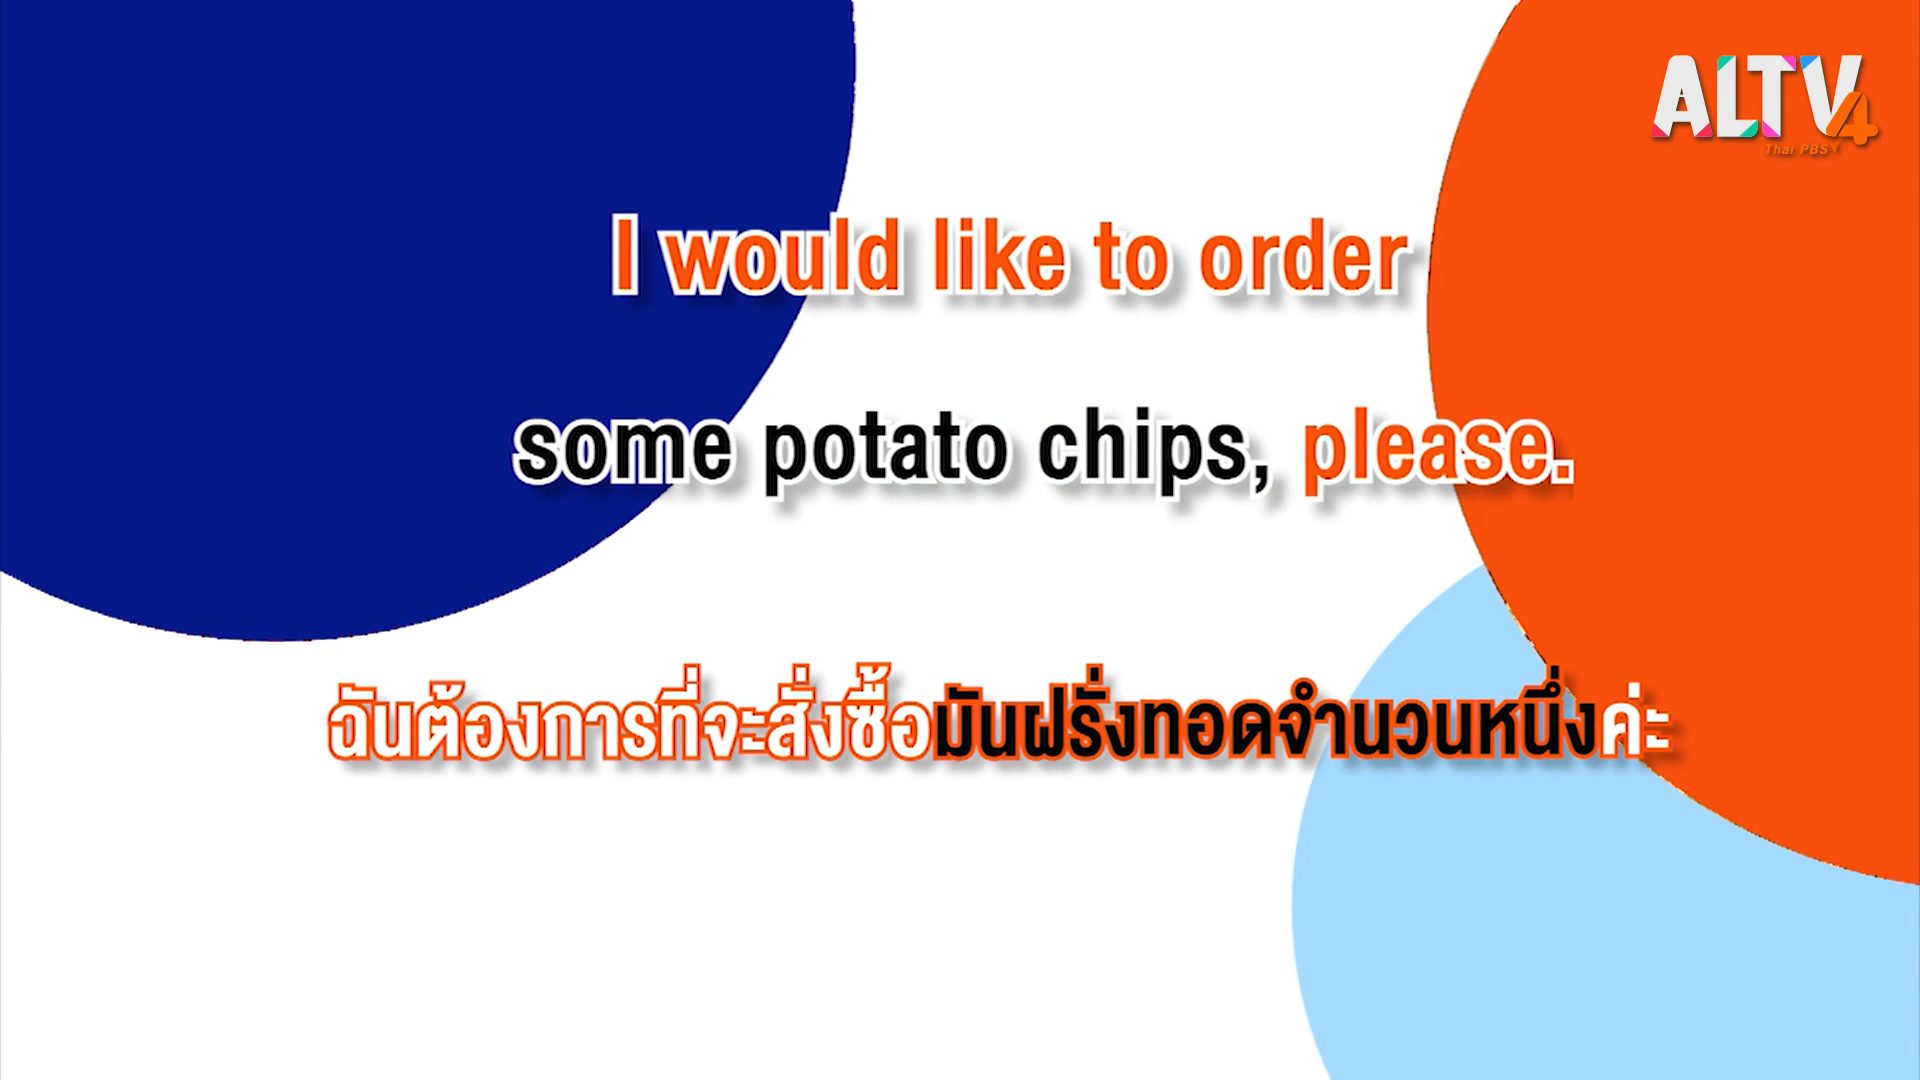 ALTV4
Thai PBS
I would like to order
some potato chips, please.
ฉันต้องการที่จะสั่งซื้อมันฝรั่งทอดจำนวนหนึ่งค่ะ